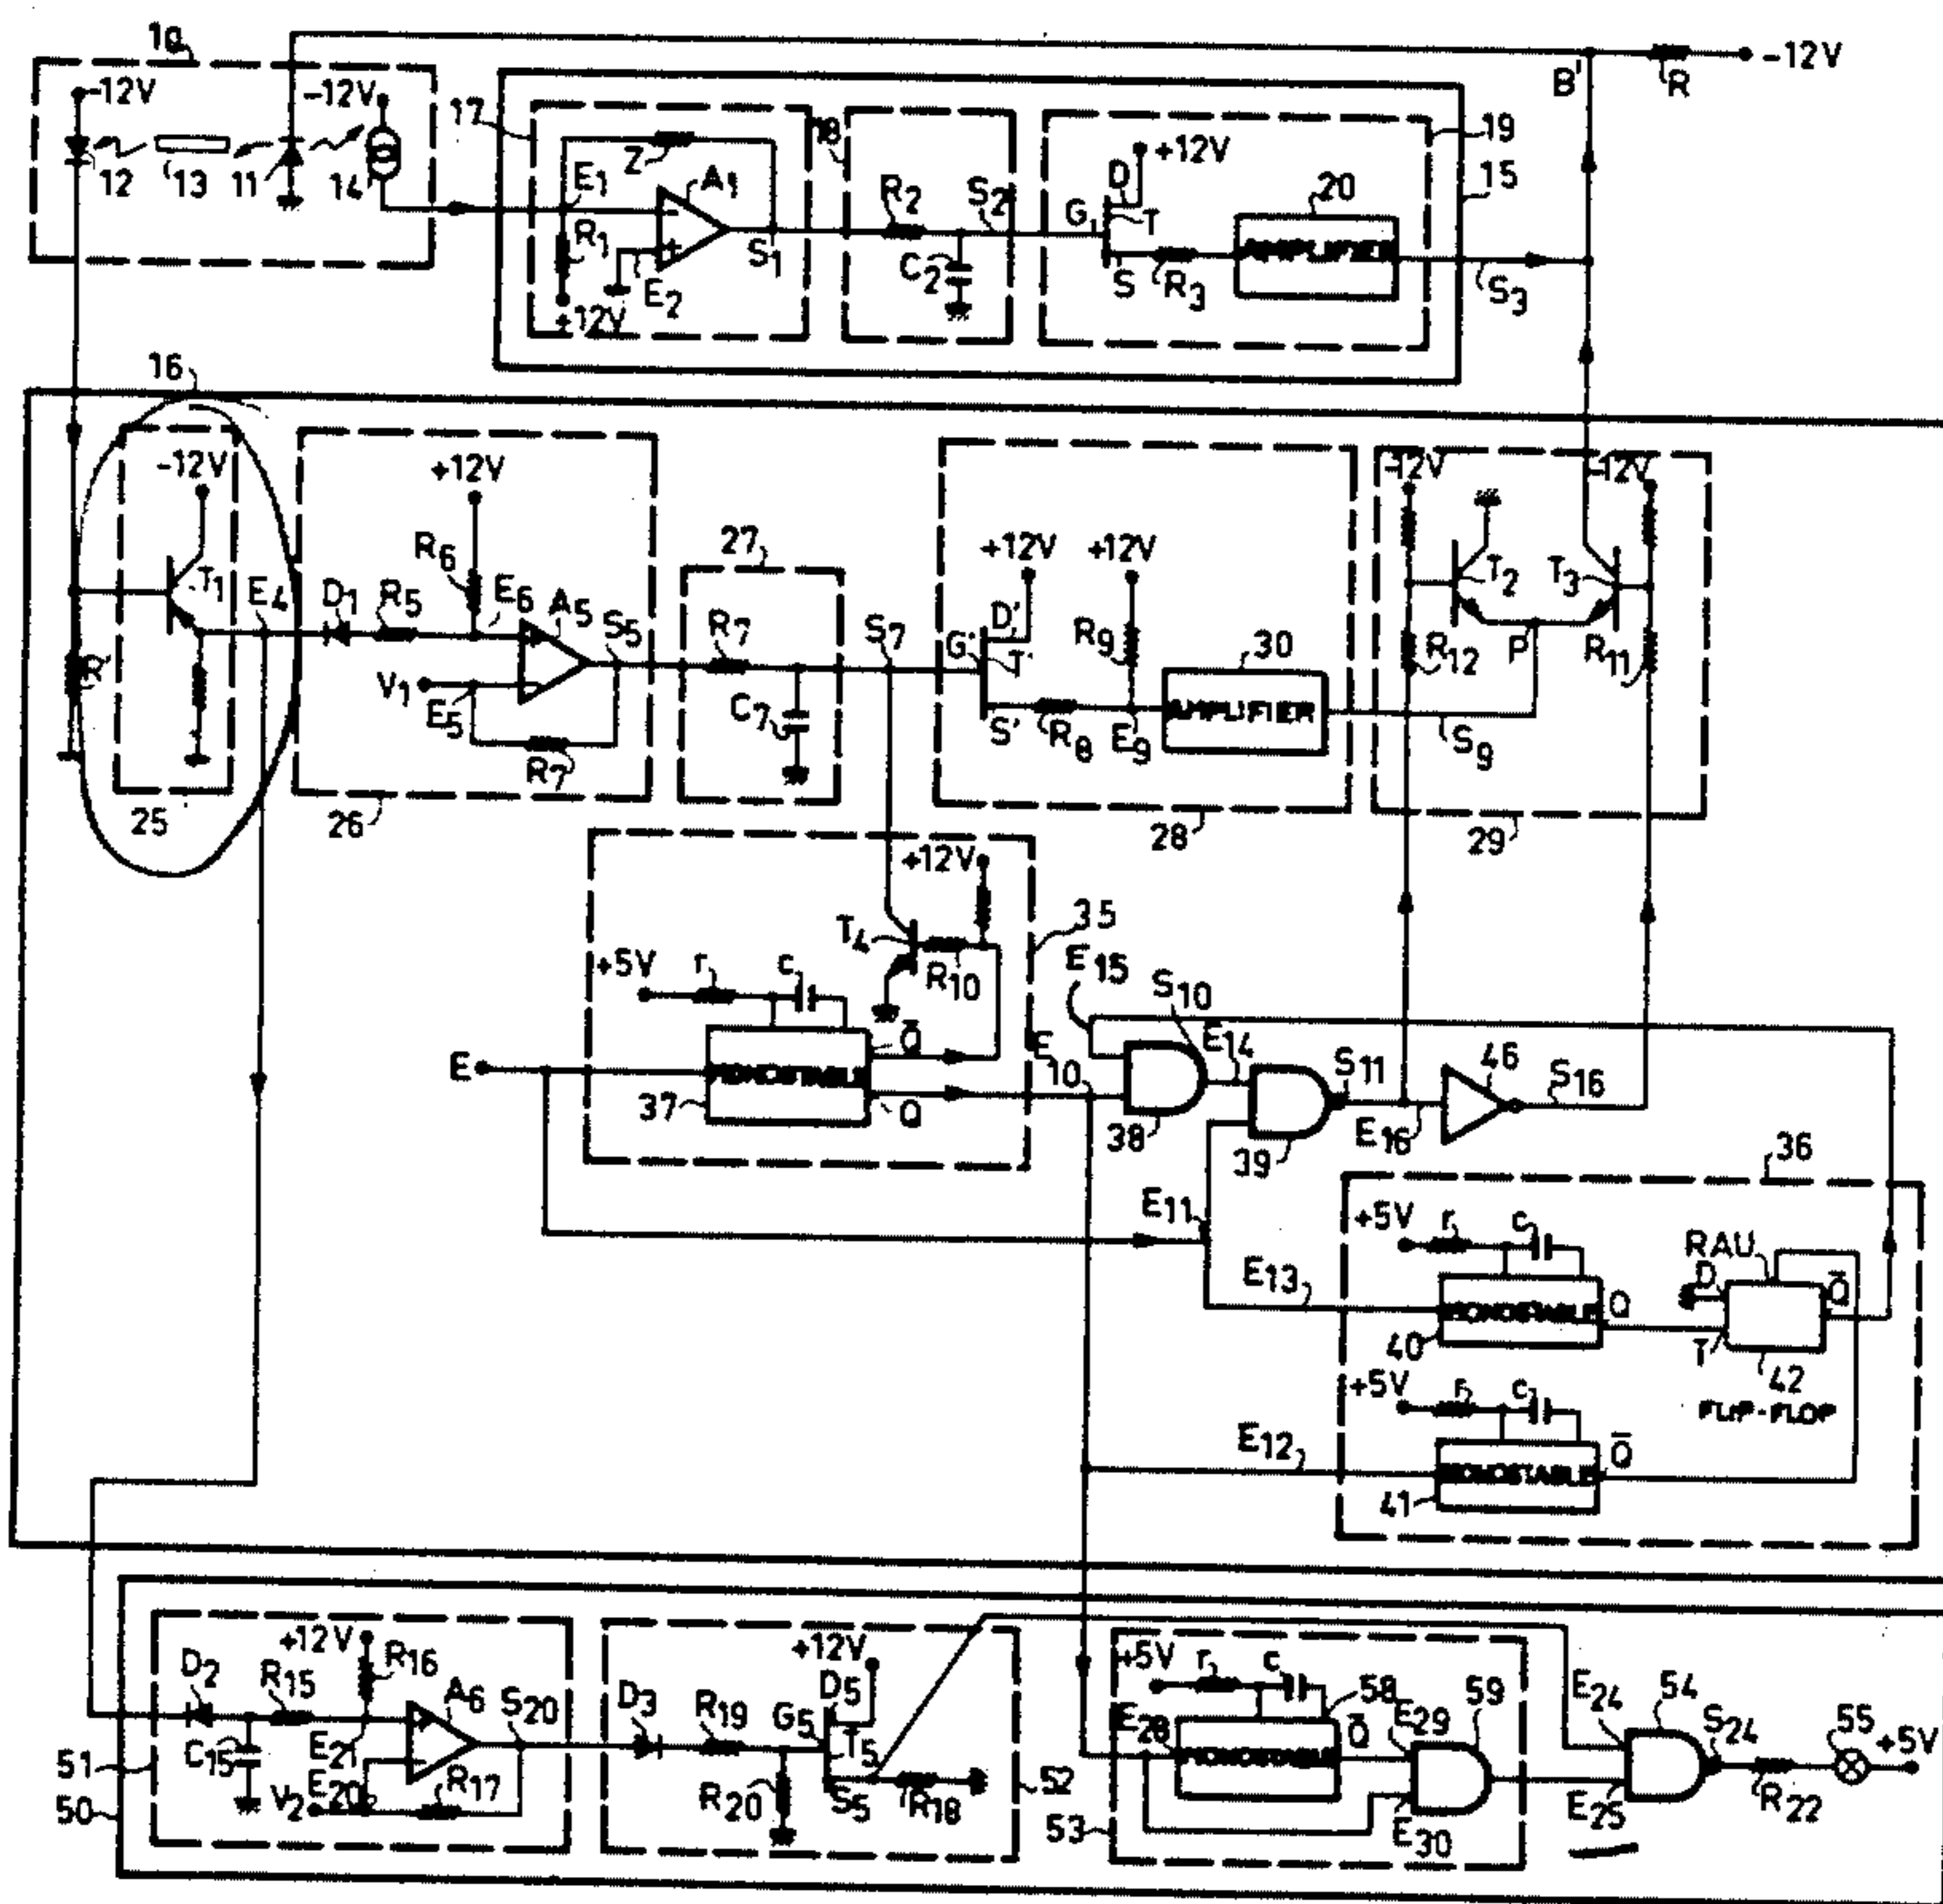 10
-12V
-12V
12
13
11
14
17
Z
E1
A1
R1
E2
S1
+12V
18
R2
S2
C2
19
+12V
D
G
T
S
R3
20
AMPLIFIER
15
S3
B'
R
-12V
16
-12V
T1
E4
R'
25
+12V
R6
D1
R5
E6
A5
S5
V1
E5
R7
26
27
R7
S7
C7
+12V
+12V
D'
G'
T'
S'
R8
R9
E9
30
AMPLIFIER
28
-12V
-12V
T2
T3
R12
P
R11
S9
29
+12V
T4
R10
35
+5V
r
c
E
MONOSTABLE
Q̄
Q
37
E10
E15
S10
E14
38
39
S11
E16
46
S16
E11
E13
36
+5V
r
c
MONOSTABLE
Q
40
RAU
D
T
Q̄
42
FLIP-FLOP
+5V
r
c
E12
MONOSTABLE
Q̄
41
+12V
D2
R15
R16
A6
S20
C15
E21
E20
V2
R17
51
50
+12V
D3
R19
G5
D5
T5
S5
R20
R18
52
+5V
r
c
58
59
E28
MONOSTABLE
Q̄
E29
E30
53
E24
54
S24
55
+5V
E25
R22